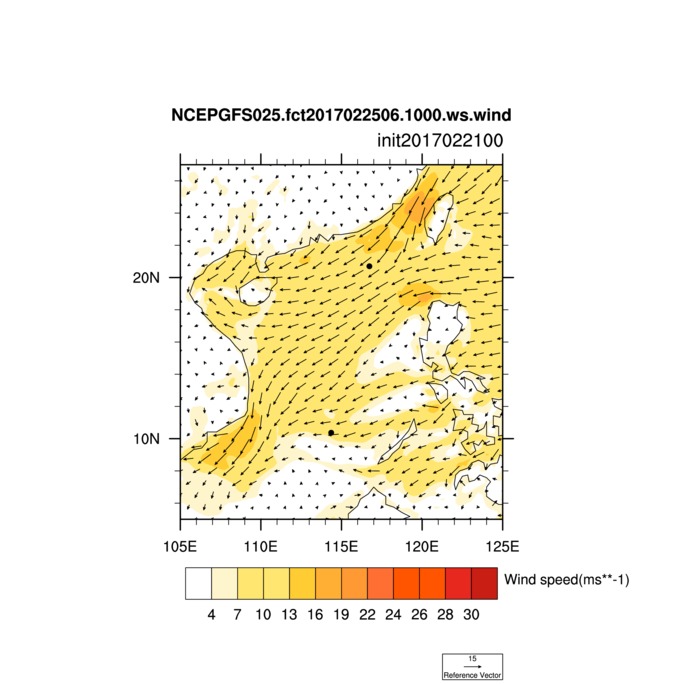 NCEPGFS025.fct2017022506.1000.ws.wind
init2017022100
20N
10N
105E 110E 115E 120E 125E
Wind speed(ms**-1)
4 7 10 13 16 19 22 24 26 28 30
15
Reference Vector